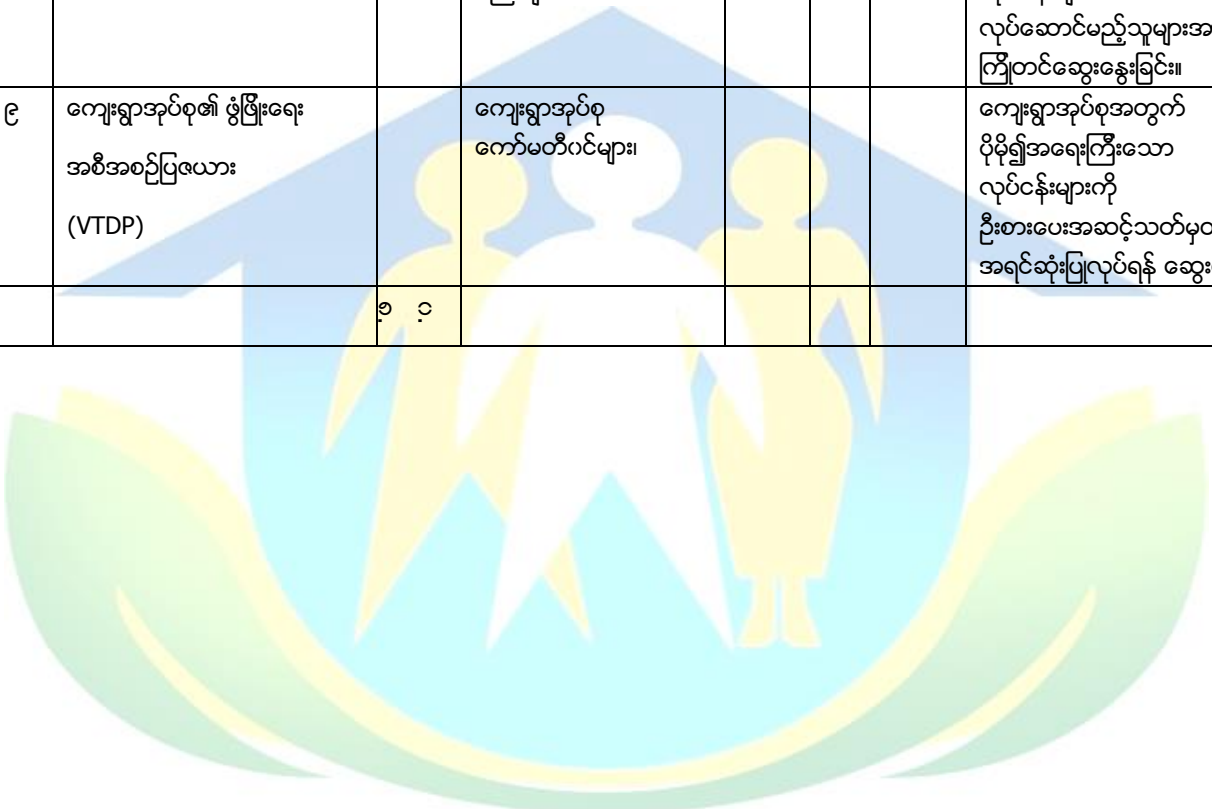 လုပ်ဆောင်မည့်သူများအ
ကြိုတင်ဆွေးနွေးခြင်း။
၉
ကျေးရွာအုပ်စု၏ ဖွံ့ဖြိုးရေး
အစီအစဉ်ပြဇယား
(VTDP)
ကျေးရွာအုပ်စု
ကော်မတီဝင်များ၊
ကျေးရွာအုပ်စုအတွက်
ပိုမို၍အရေးကြီးသော
လုပ်ငန်းများကို
ဦးစားပေးအဆင့်သတ်မှတ
အရင်ဆုံးပြုလုပ်ရန် ဆွေး